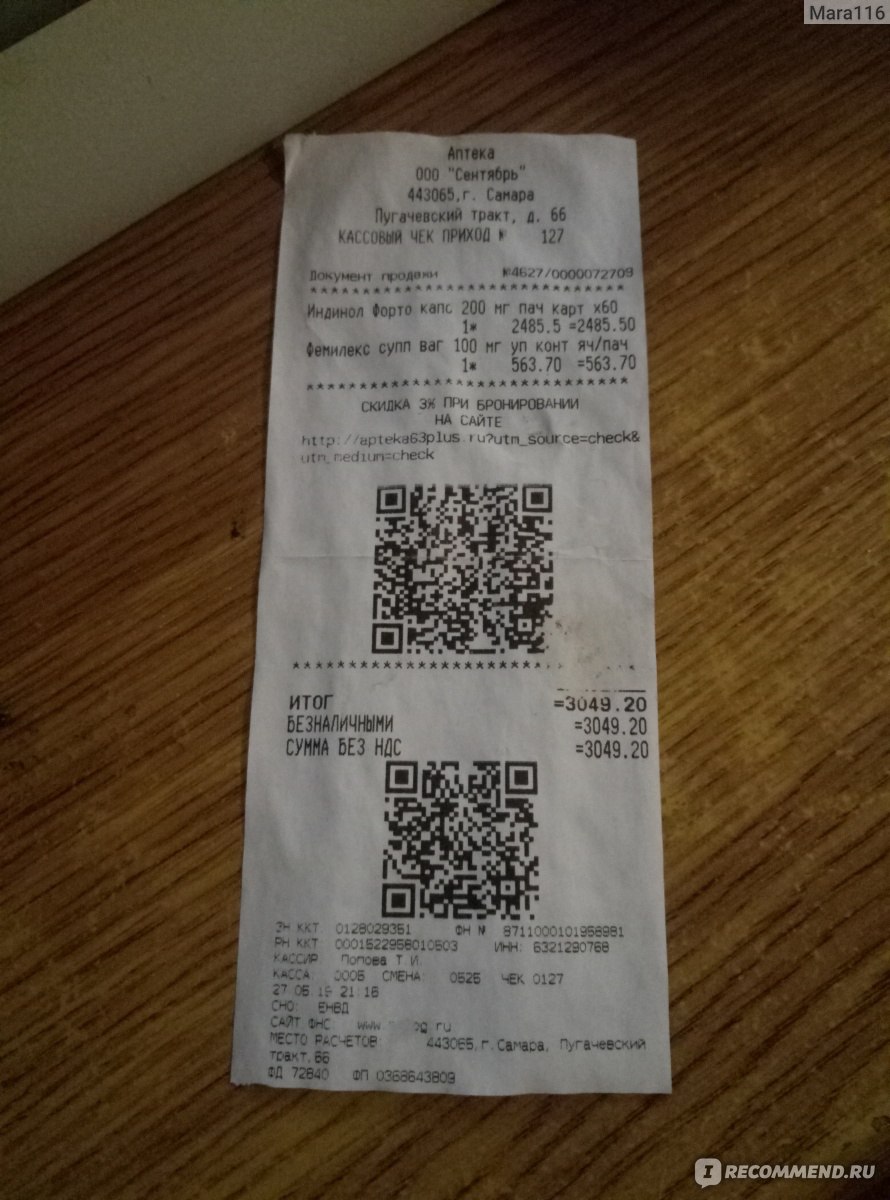 Mara116
Аптека
ООО "Сентябрь"
443065,г. Самара
Пугачевский тракт, д. 66
КАССОВЫЙ ЧЕК ПРИХОД № 127
Документ продажи №4627/0000072709
Индинол Форто капс 200 мг пач карт х60
1* 2485.5 =2485.50
Фемилекс супп ваг 100 мг уп конт яч/пач
1* 563.70 =563.70
СКИДКА 3% ПРИ БРОНИРОВАНИИ
НА САЙТЕ
http://apteka63plus.ru?utm_source=check&
utm_medium=check
ИТОГ =3049.20
БЕЗНАЛИЧНЫМИ =3049.20
СУММА БЕЗ НДС =3049.20
ЗН ККТ 0128029351 ФН № 8711000101956981
РН ККТ 0001522956010503 ИНН: 6321290768
КАССИР Попова Т.И.
КАССА: 0005 СМЕНА: 0525 ЧЕК 0127
27.05.19 21:16
СНО: ЕНВД
САЙТ ФНС: ru
МЕСТО РАСЧЕТОВ: 443065,г.Самара, Пугачевский
тракт,66
ФД 72840 ФП 0368643809
IRECOMMEND.RU